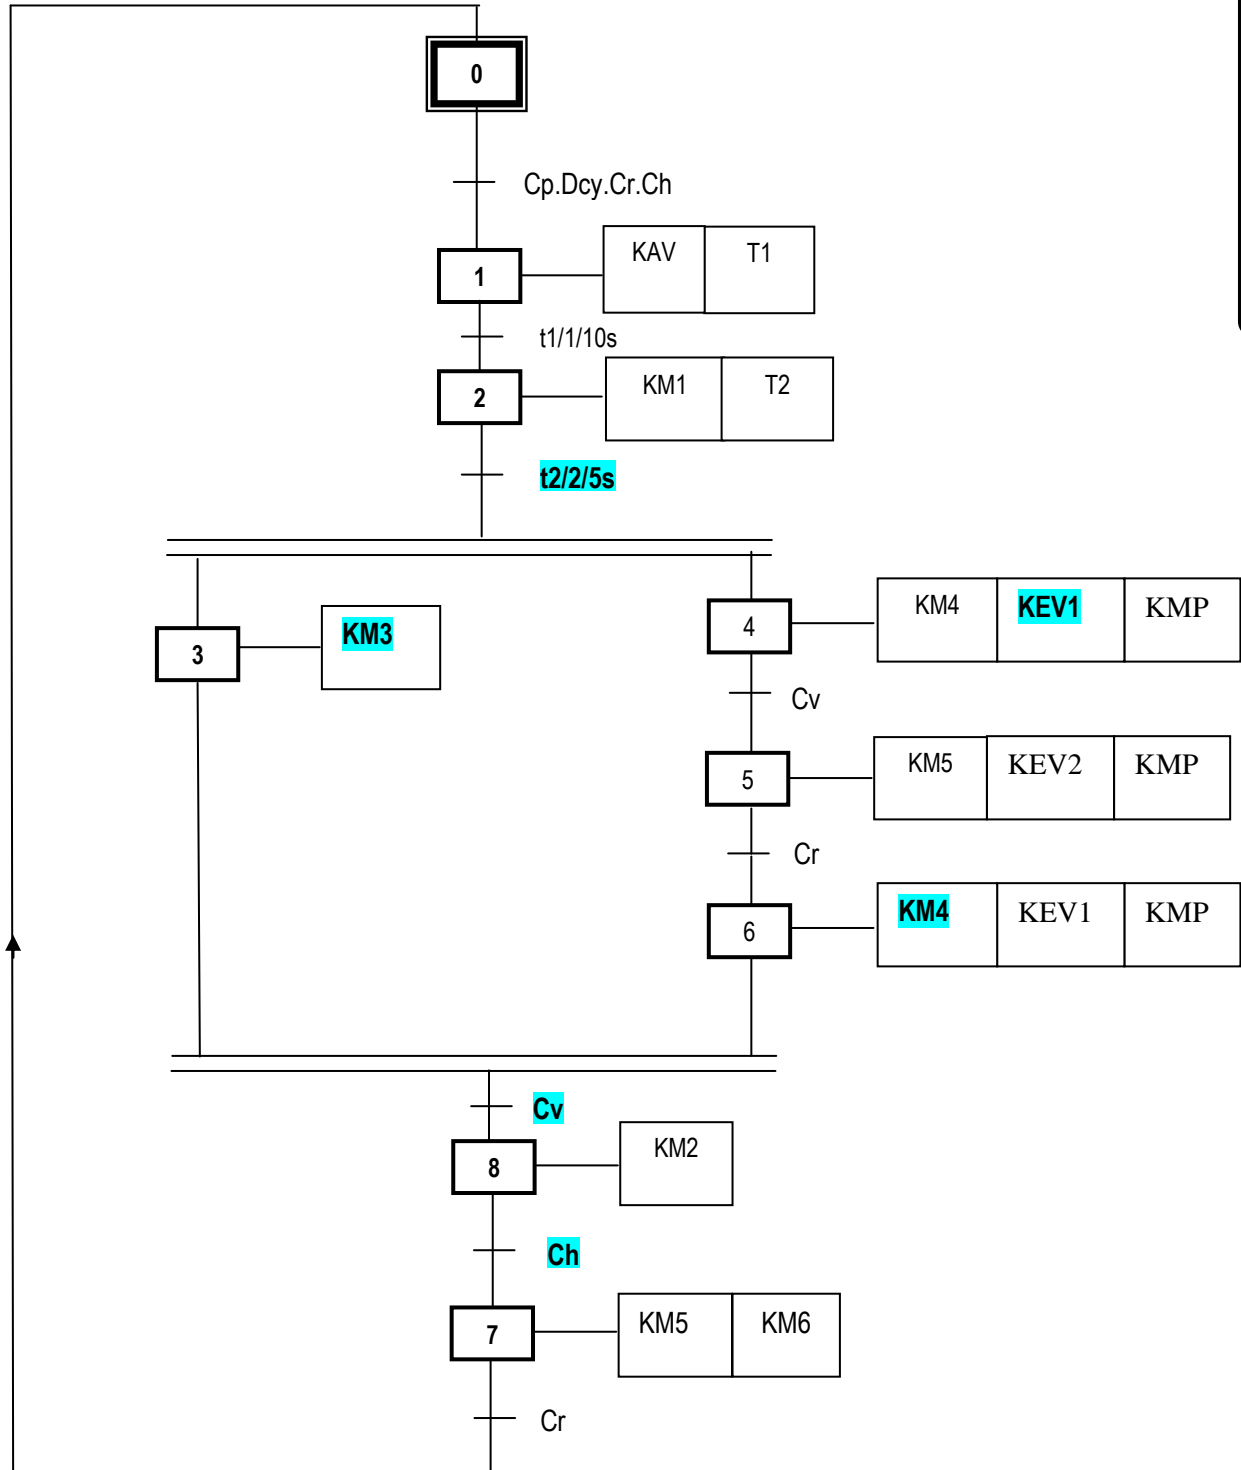 0
Cp.Dcy.Cr.Ch
1 KAV T1
t1/1/10s
2 KM1 T2
t2/2/5s
3 KM3
4 KM4 KEV1 KMP
Cv
5 KM5 KEV2 KMP
Cr
6 KM4 KEV1 KMP
Cv
8 KM2
Ch
7 KM5 KM6
Cr